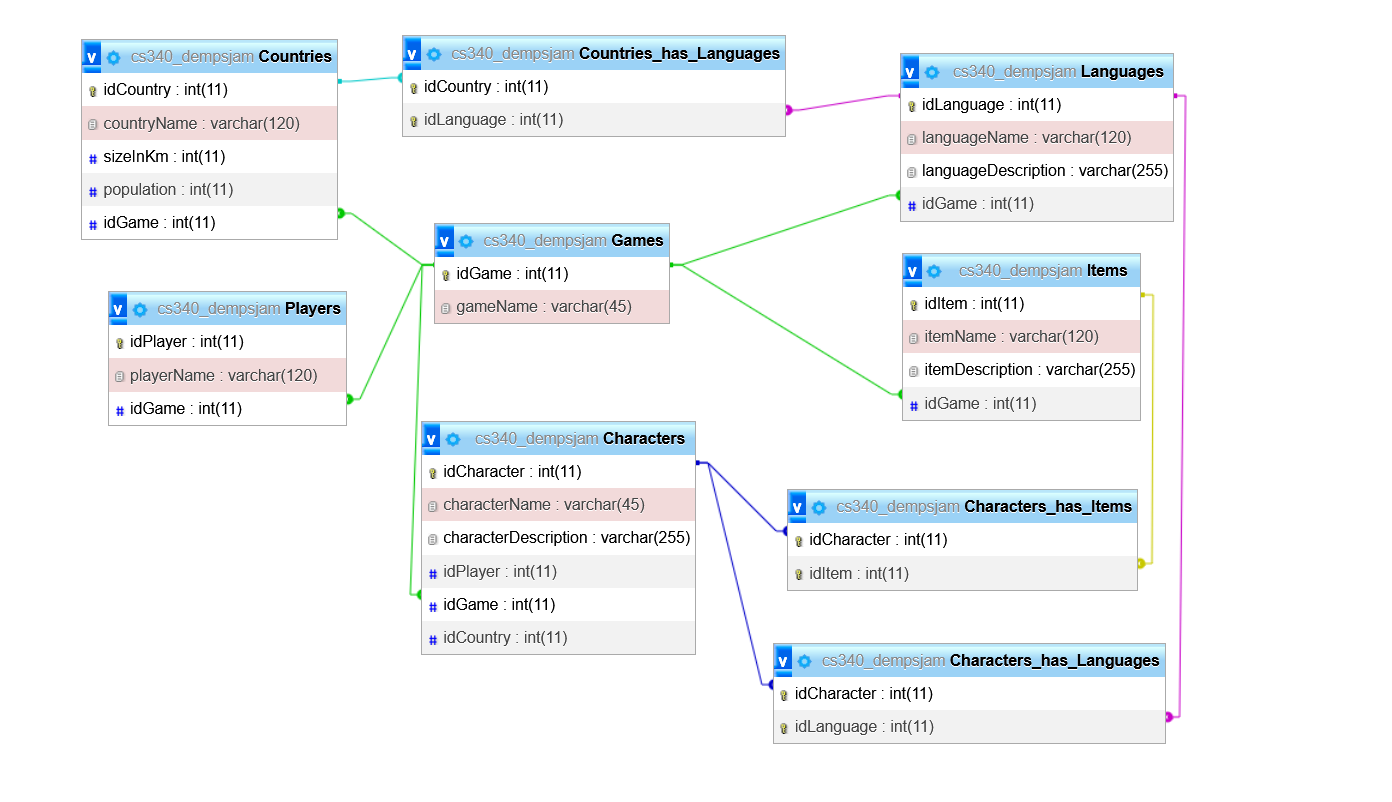 v cs340_dempsjam Countries
idCountry : int(11)
countryName : varchar(120)
# sizeInKm : int(11)
# population : int(11)
# idGame : int(11)
v cs340_dempsjam Countries_has_Languages
idCountry : int(11)
idLanguage : int(11)
v cs340_dempsjam Languages
idLanguage : int(11)
languageName : varchar(120)
languageDescription : varchar(255)
# idGame : int(11)
v cs340_dempsjam Games
idGame : int(11)
gameName : varchar(45)
v cs340_dempsjam Items
idItem : int(11)
itemName : varchar(120)
itemDescription : varchar(255)
# idGame : int(11)
v cs340_dempsjam Players
idPlayer : int(11)
playerName : varchar(120)
# idGame : int(11)
v cs340_dempsjam Characters
idCharacter : int(11)
characterName : varchar(45)
characterDescription : varchar(255)
# idPlayer : int(11)
# idGame : int(11)
# idCountry : int(11)
v cs340_dempsjam Characters_has_Items
idCharacter : int(11)
idItem : int(11)
v cs340_dempsjam Characters_has_Languages
idCharacter : int(11)
idLanguage : int(11)